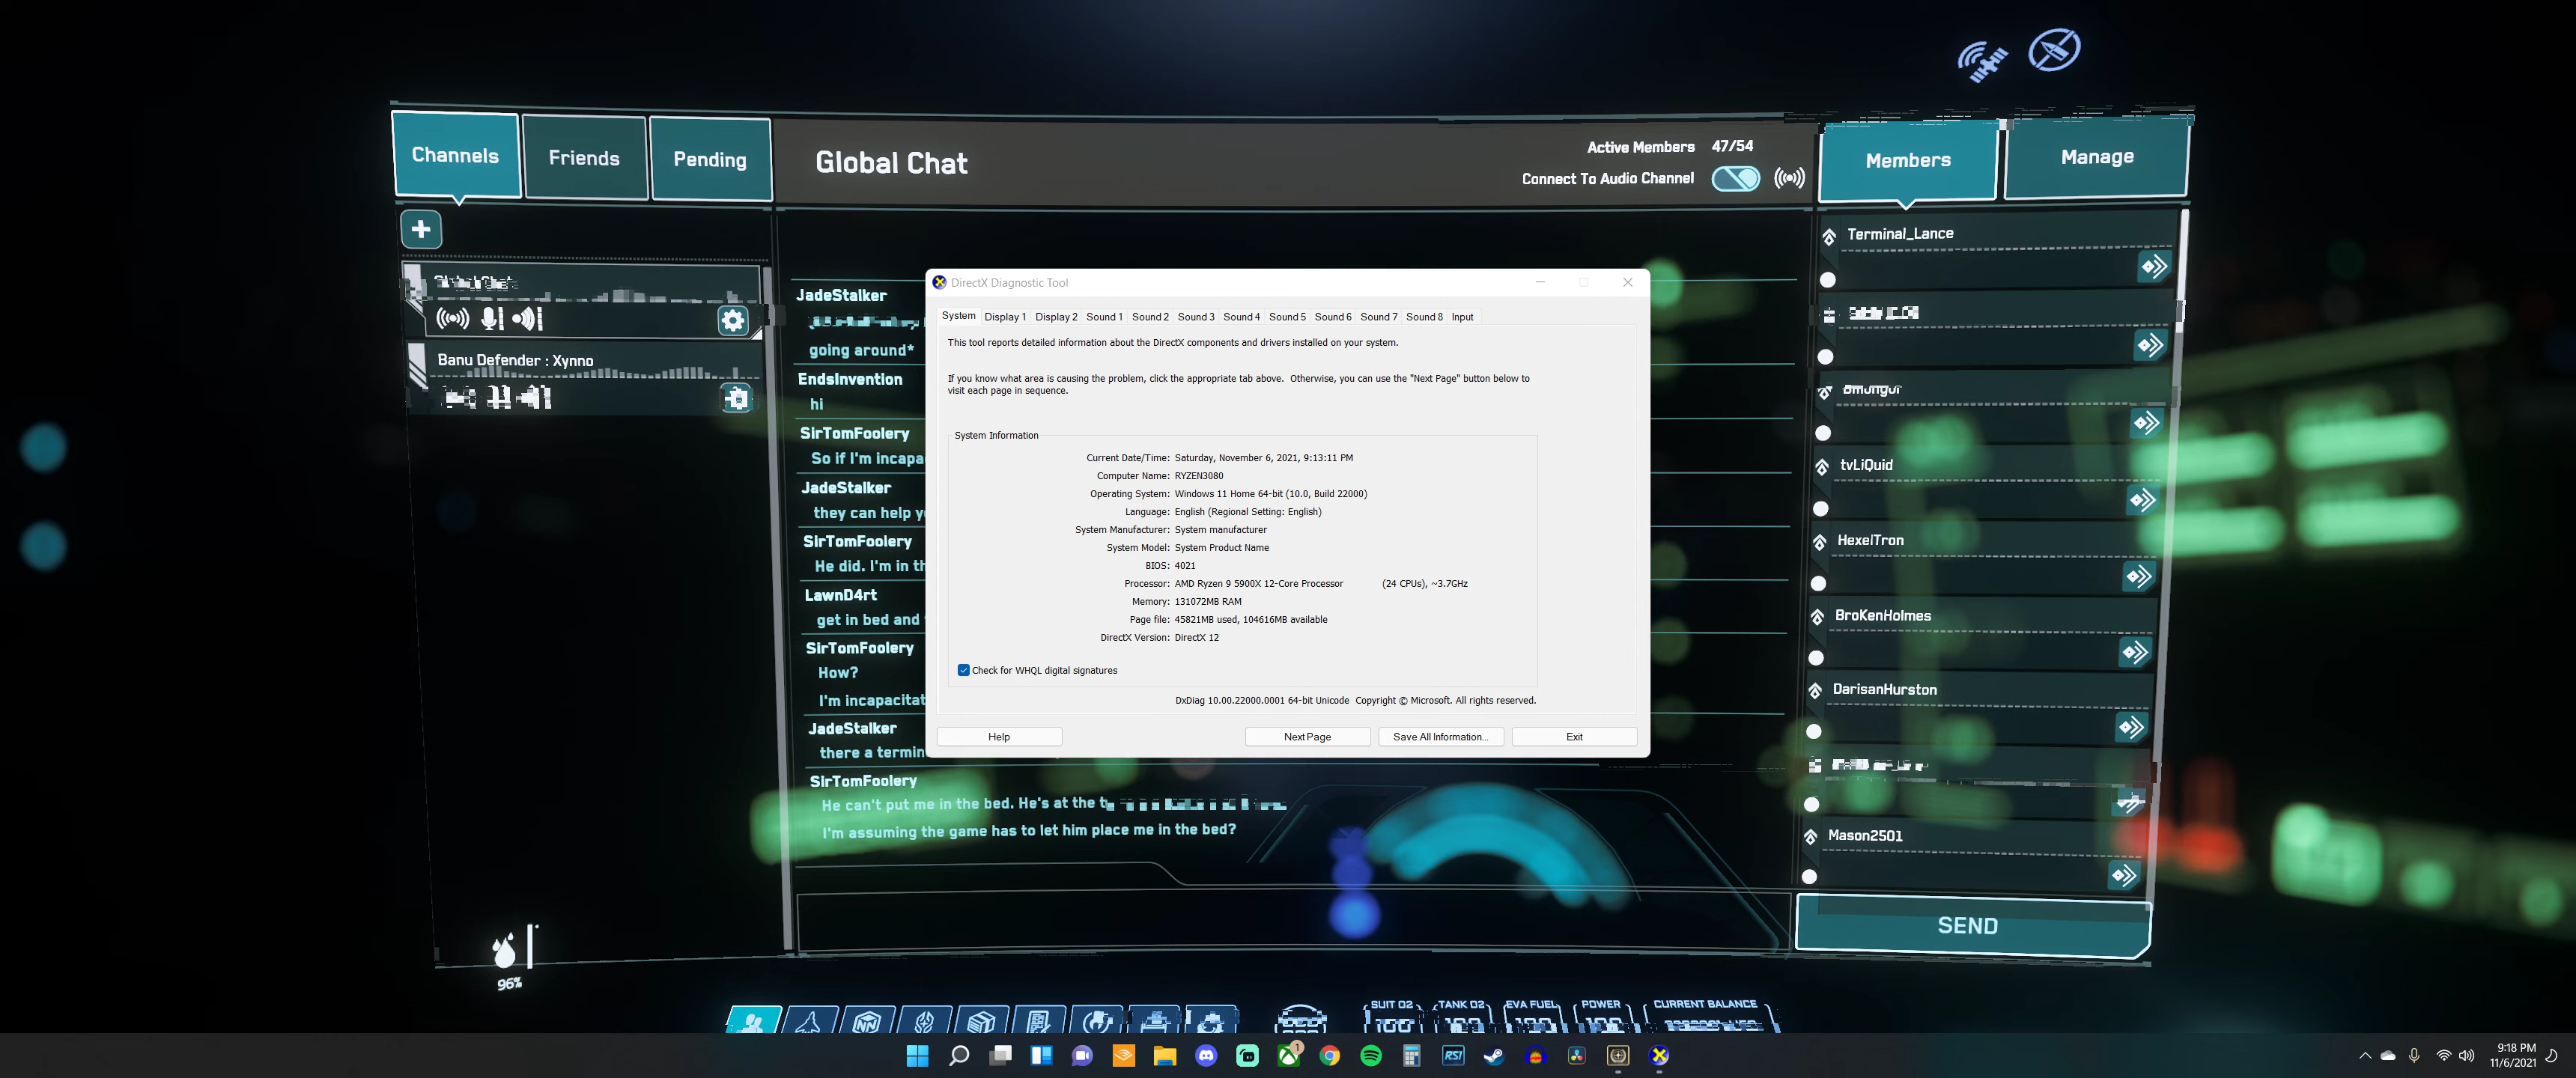 Channels
Friends
Pending
Global Chat
Active Members 47/54
Connect To Audio Channel
Members
Manage
Banu Defender : Xynno
JadeStalker
going around*
EndsInvention
hi
SirTomFoolery
So if I'm
JadeStalker
they can help
SirTomFoolery
He did. I'm in
LawnD4rt
get in bed and
SirTomFoolery
How?
I'm
JadeStalker
there a
SirTomFoolery
He can't put me in the bed. He's at the
I'm assuming the game has to let him place me in the bed?
DirectX Diagnostic Tool
System Display 1 Display 2 Sound 1 Sound 2 Sound 3 Sound 4 Sound 5 Sound 6 Sound 7 Sound 8 Input
This tool reports detailed information about the DirectX components and drivers installed on your system.
If you know what area is causing the problem, click the appropriate tab above. Otherwise, you can use the "Next Page" button below to
visit each page in sequence.
System Information
Current Date/Time: Saturday, November 6, 2021, 9:13:11 PM
Computer Name: RYZEN3080
Operating System: Windows 11 Home 64-bit (10.0, Build 22000)
Language: English (Regional Setting: English)
System Manufacturer: System manufacturer
System Model: System Product Name
BIOS: 4021
Processor: AMD Ryzen 9 5900X 12-Core Processor (24 CPUs), ~3.7GHz
Memory: 131072MB RAM
Page file: 45821MB used, 104616MB available
DirectX Version: DirectX 12
Check for WHQL digital signatures
DxDiag 10.00.22000.0001 64-bit Unicode Copyright © Microsoft. All rights reserved.
Help
Next Page
Save All Information...
Exit
Terminal_Lance
tvLiQuid
HexelTron
BroKenHolmes
DarisanHurston
Mason2501
SEND
96%
SUIT O2
TANK O2
EVA FUEL
POWER
CURRENT BALANCE
RSI
1
9:18 PM
11/6/2021